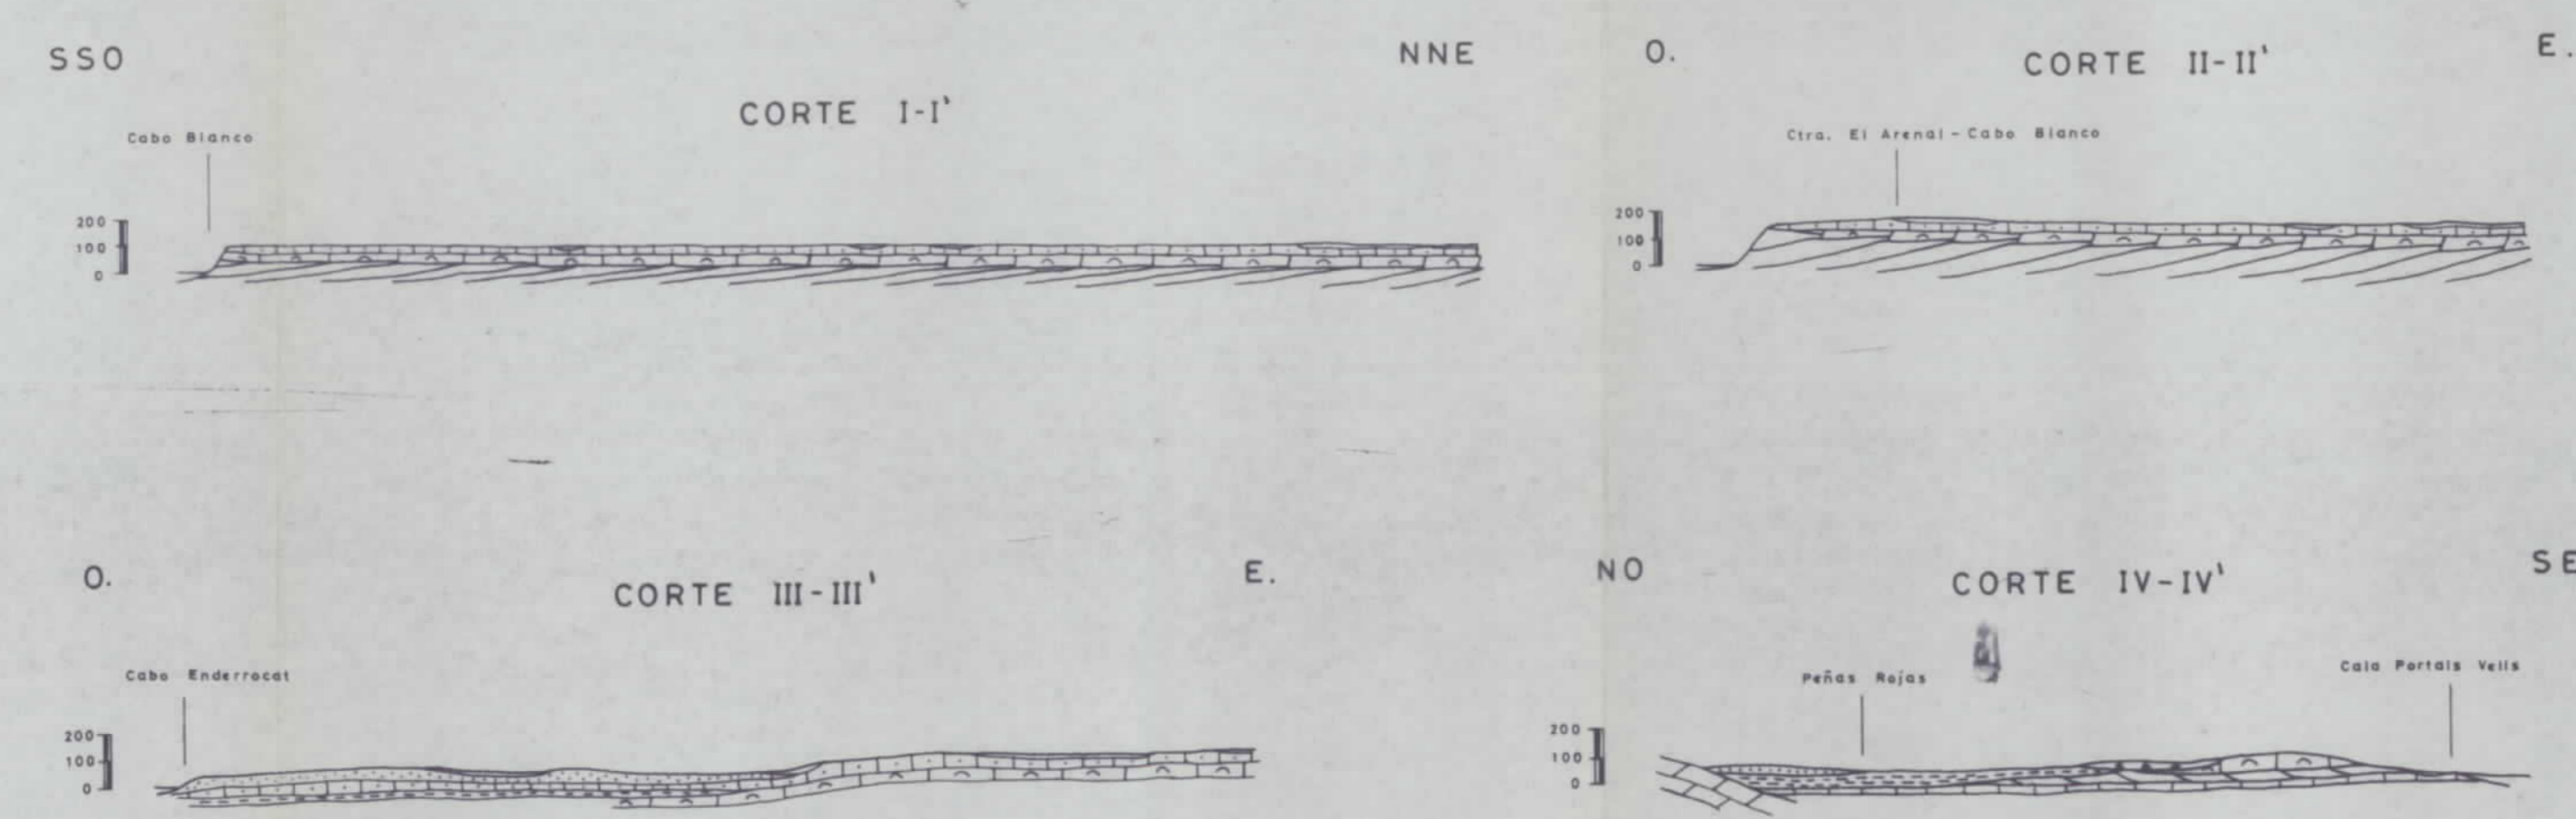 SSO
NNE
CORTE I-I'
Cabo Blanco
200
100
0
O.
E.
CORTE II-II'
Ctra. El Arenal-Cabo Blanco
200
100
0
O.
E.
CORTE III-III'
Cabo Enderrocat
200
100
0
NO
SE
CORTE IV-IV'
Peñas Rojas
Cala Portals Vells
200
100
0